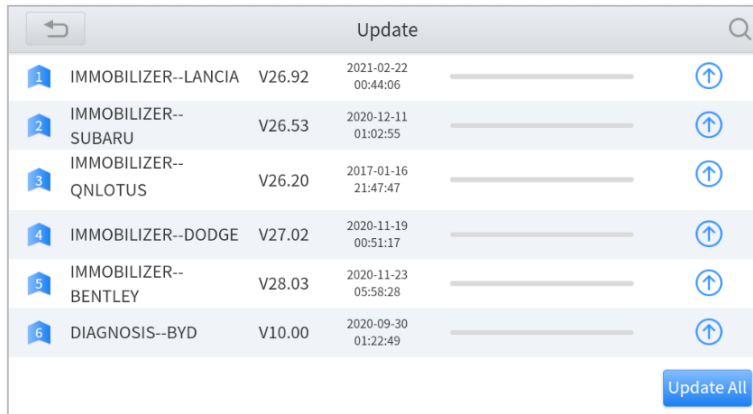 Update
1 IMMOBILIZER--LANCIA V26.92 2021-02-22
00:44:06
2 IMMOBILIZER--
SUBARU V26.53 2020-12-11
01:02:55
3 IMMOBILIZER--
QNLOTUS V26.20 2017-01-16
21:47:47
4 IMMOBILIZER--DODGE V27.02 2020-11-19
00:51:17
5 IMMOBILIZER--
BENTLEY V28.03 2020-11-23
05:58:28
6 DIAGNOSIS--BYD V10.00 2020-09-30
01:22:49
Update All